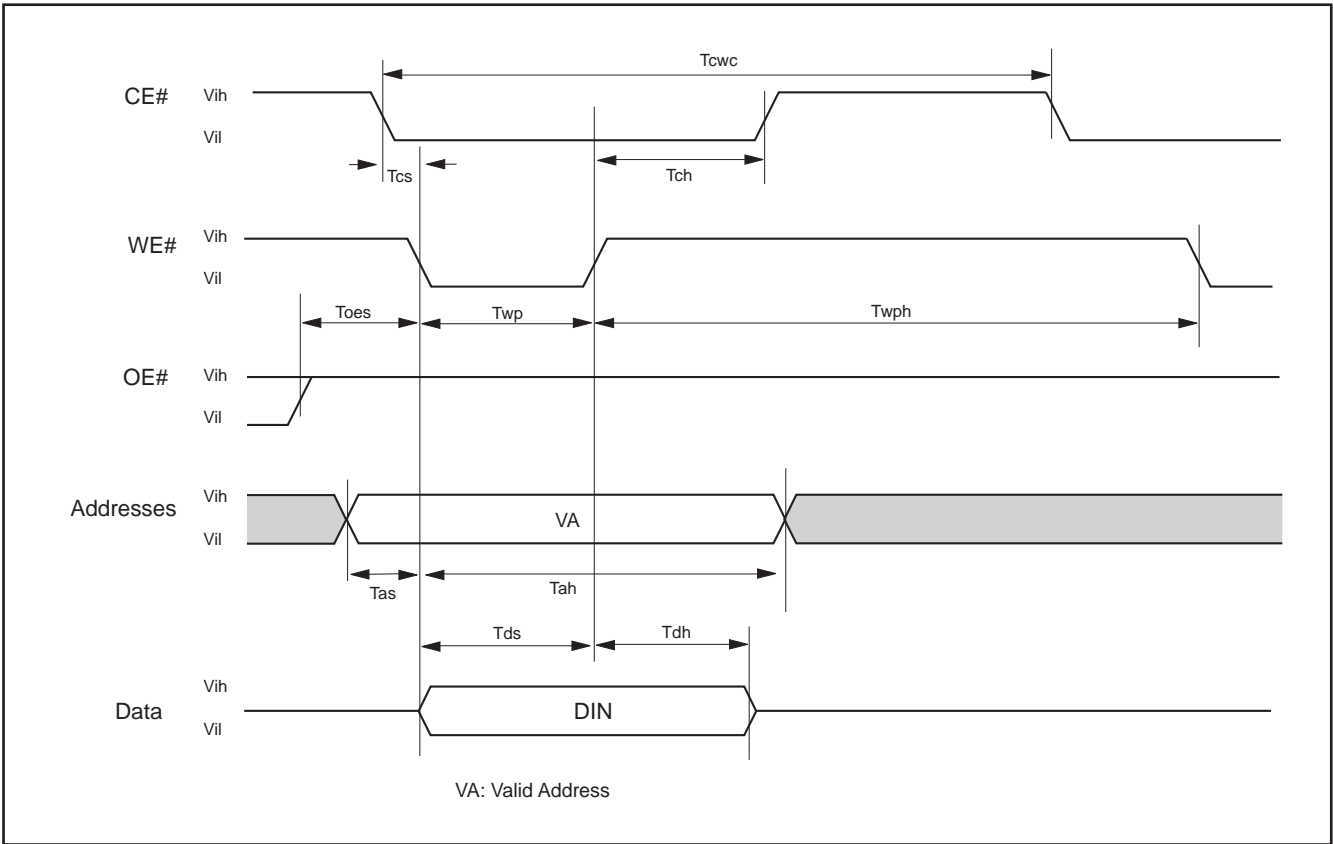 Tcwc
CE# Vih
Vil
Tcs Tch
WE# Vih
Vil
Toes Twp Twph
OE# Vih
Vil
Addresses Vih
VA
Vil
Tas Tah
Tds Tdh
Vih
Data DIN
Vil
VA: Valid Address